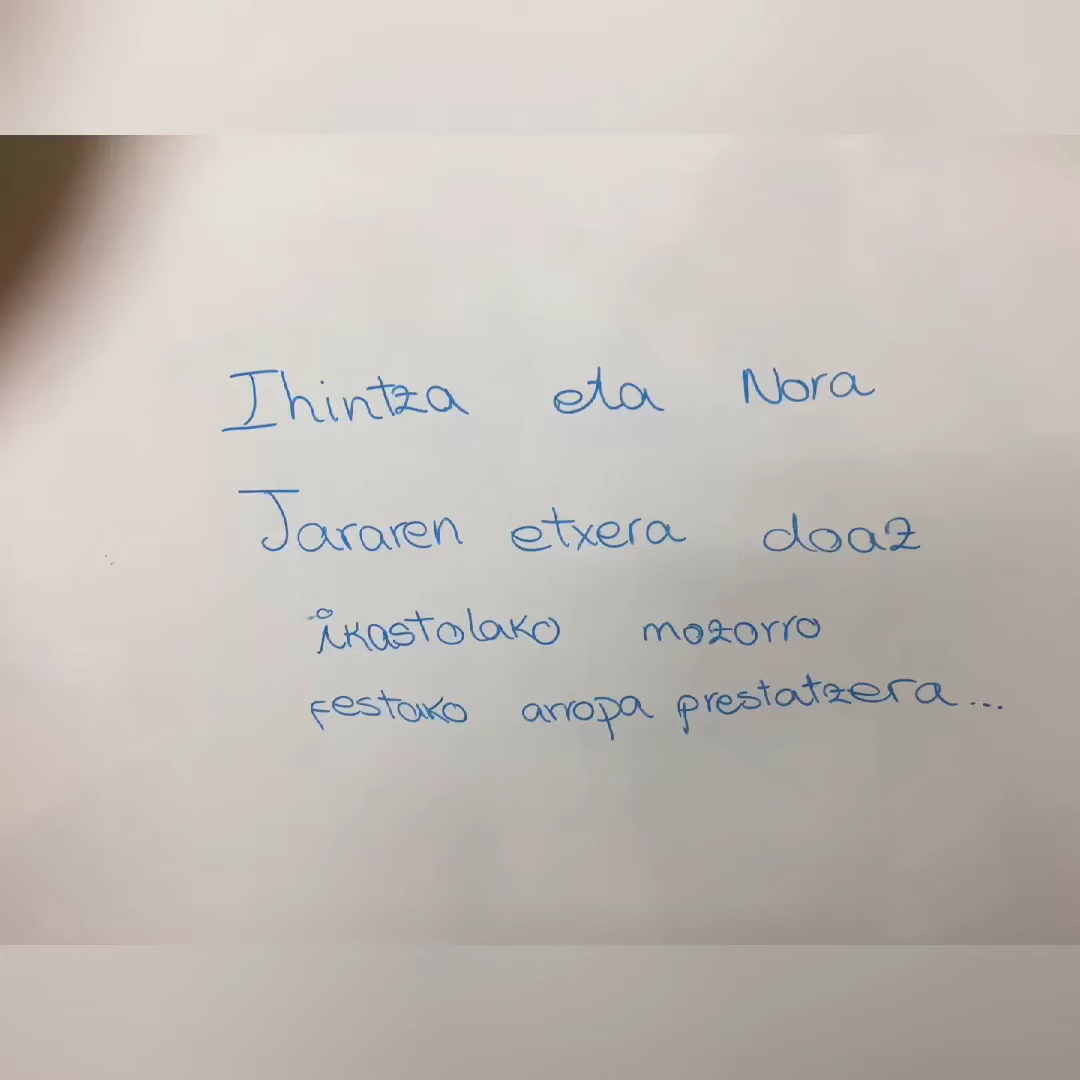 Ihintza eta Nora
Jararen etxera doaz
ikastolako mozorro
festako arropa prestatzera...